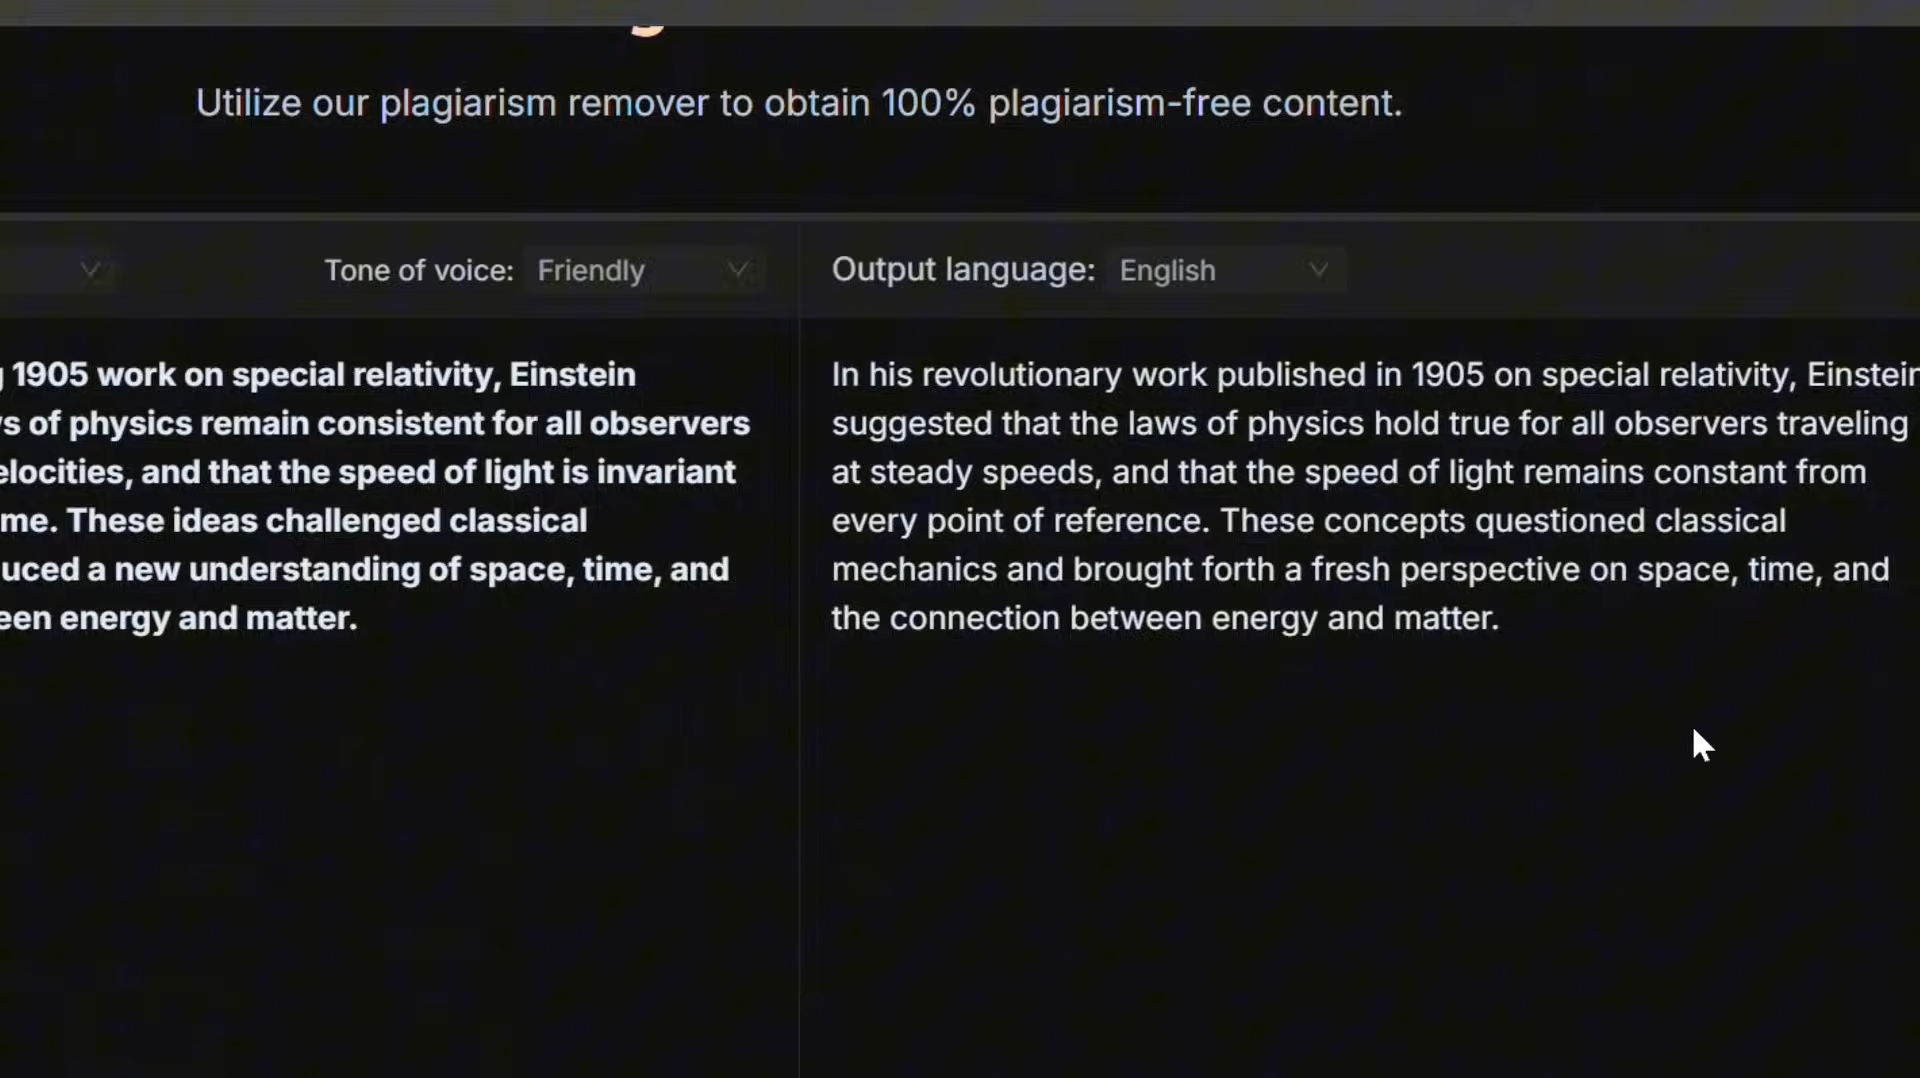 Utilize our plagiarism remover to obtain 100% plagiarism-free content.
Tone of voice: Friendly
Output language: English
1905 work on special relativity, Einstein
of physics remain consistent for all observers
and that the speed of light is invariant
These ideas challenged classical
a new understanding of space, time, and
energy and matter.
In his revolutionary work published in 1905 on special relativity, Einstein
suggested that the laws of physics hold true for all observers traveling
at steady speeds, and that the speed of light remains constant from
every point of reference. These concepts questioned classical
mechanics and brought forth a fresh perspective on space, time, and
the connection between energy and matter.